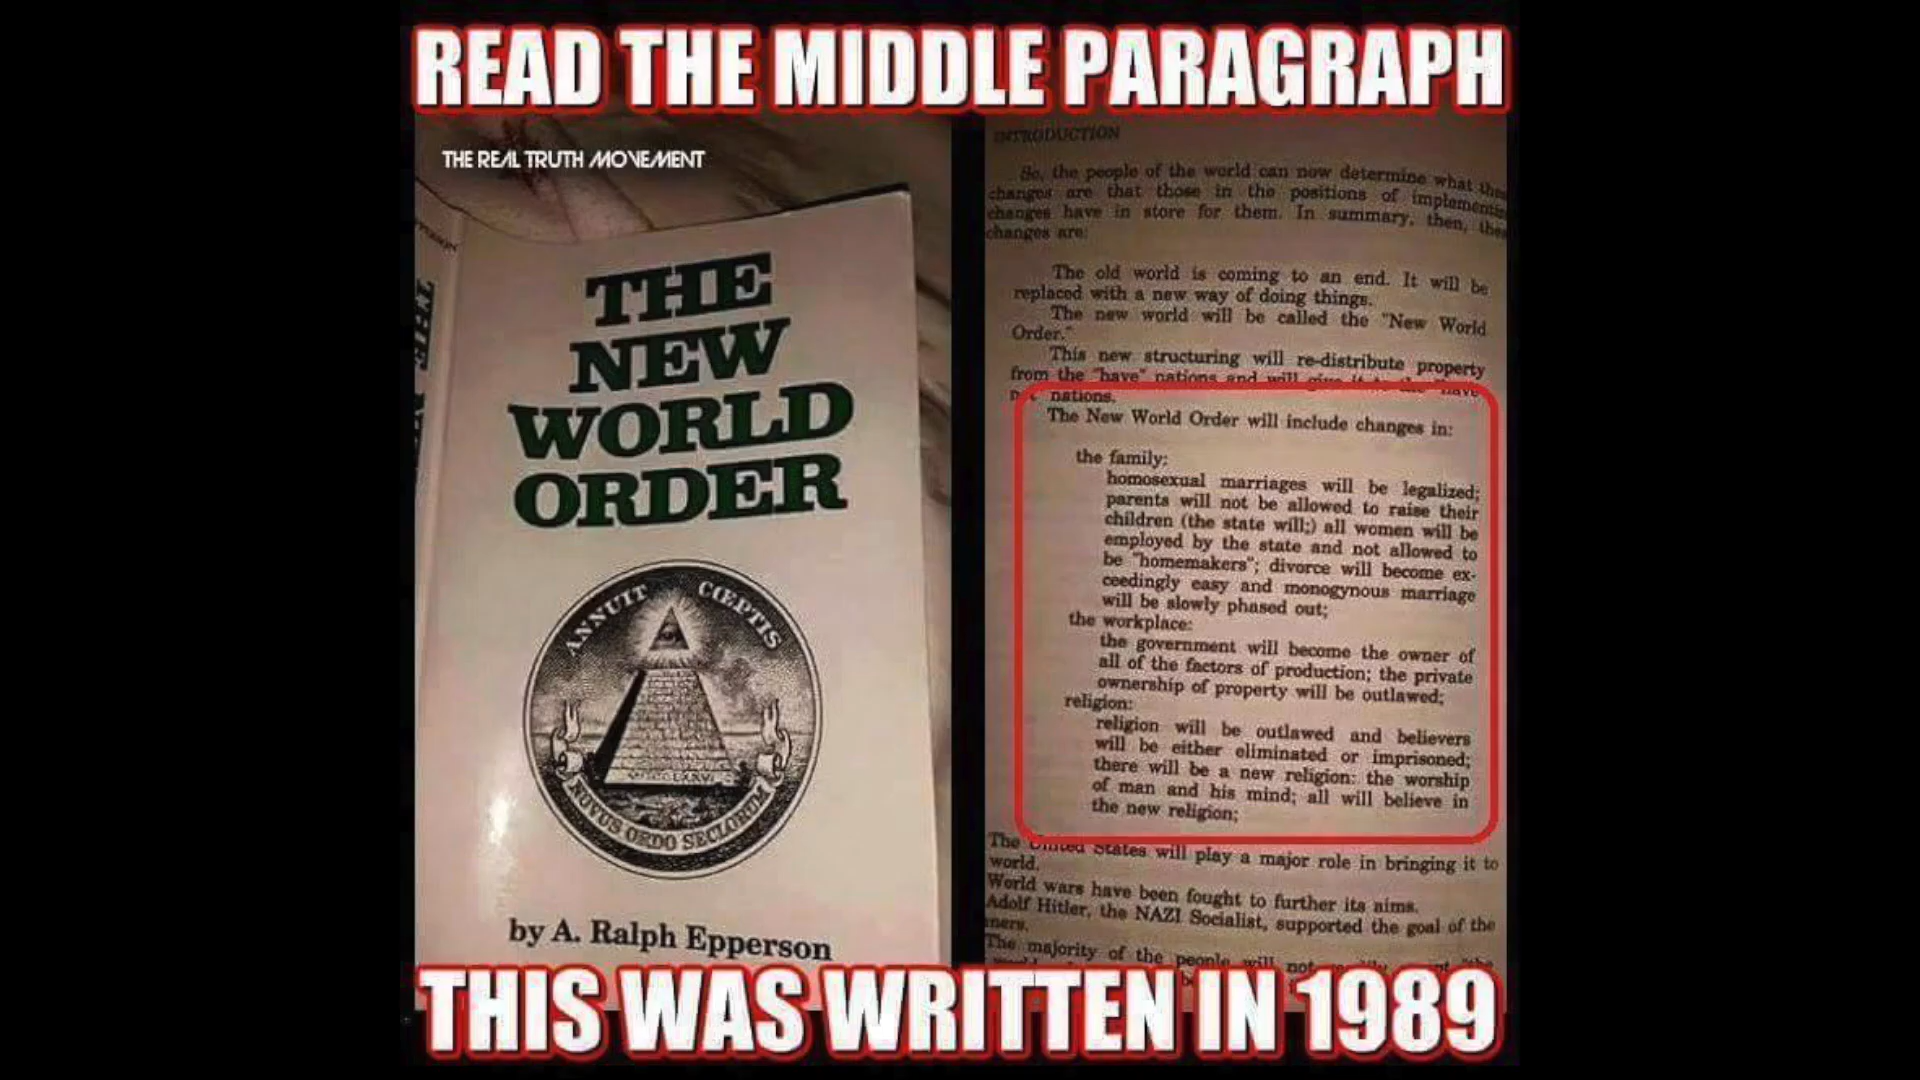 READ THE MIDDLE PARAGRAPH
THE REAL TRUTH MOVEMENT
THE
NEW
WORLD
ORDER
ANNUIT CŒPTIS
NOVUS ORDO SECLORUM
by A. Ralph Epperson
INTRODUCTION
So, the people of the world can now determine what
changes are that those in the positions of
changes have in store for them. In summary, then,
changes are:
The old world is coming to an end. It will be
replaced with a new way of doing things.
The new world will be called the "New World
Order."
This new structuring will re-distribute property
from the "have" nations and will give it to the "have
nations.
The New World Order will include changes in:
the family:
homosexual marriages will be legalized;
parents will not be allowed to raise their
children (the state will;) all women will be
employed by the state and not allowed to
be "homemakers"; divorce will become ex-
ceedingly easy and monogynous marriage
will be slowly phased out;
the workplace:
the government will become the owner of
all of the factors of production; the private
ownership of property will be outlawed;
religion:
religion will be outlawed and believers
will be either eliminated or imprisoned;
there will be a new religion: the worship
of man and his mind; all will believe in
the new religion;
The United States will play a major role in bringing it to
world.
World wars have been fought to further its aims.
Adolf Hitler, the NAZI Socialist, supported the goal of the
The majority of the people will not
THIS WAS WRITTEN IN 1989